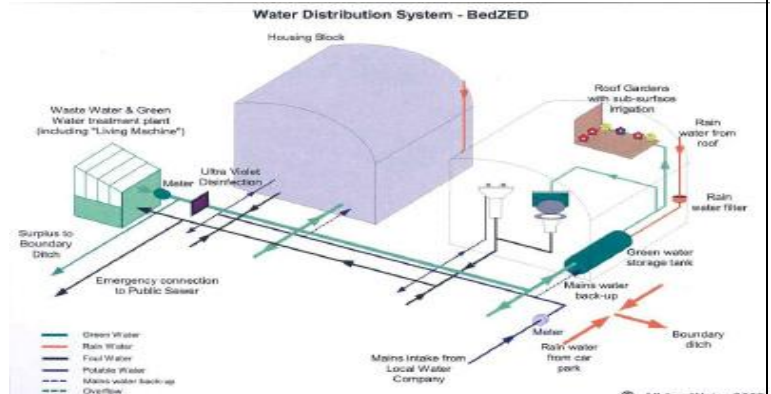 Water Distribution System - BedZED
Housing Block
Roof Gardens
with sub-surface
irrigation
Waste Water & Green
Water treatment plant
(including "Living Machine")
Rain
water from
roof
Meter
Ultra Violet
Disinfection
Rain
water filter
Surplus to
Boundary
Ditch
Green water
storage tank
Emergency connection
to Public Sewer
Mains water
back-up
Green Water
Rain Water
Foul Water
Potable Water
Mains water back-up
Overflow
Mains Intake from
Local Water
Company
Meter
Rain water
from car
park
Boundary
ditch